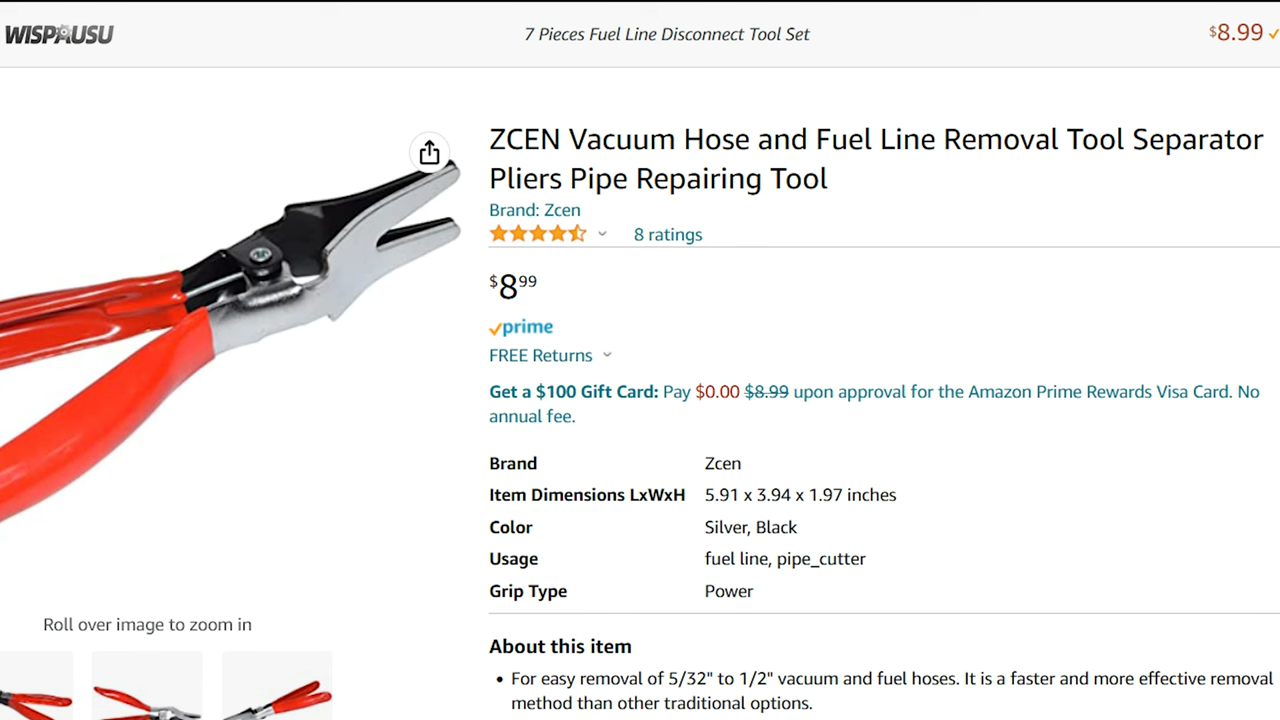 WISPAUSU
7 Pieces Fuel Line Disconnect Tool Set
$8.99
ZCEN Vacuum Hose and Fuel Line Removal Tool Separator
Pliers Pipe Repairing Tool
Brand: Zcen
8 ratings
$8 99
prime
FREE Returns
Get a $100 Gift Card: Pay $0.00 $8.99 upon approval for the Amazon Prime Rewards Visa Card. No
annual fee.
Brand Zcen
Item Dimensions LxWxH 5.91 x 3.94 x 1.97 inches
Color Silver, Black
Usage fuel line, pipe_cutter
Grip Type Power
Roll over image to zoom in
About this item
• For easy removal of 5/32" to 1/2" vacuum and fuel hoses. It is a faster and more effective removal
method than other traditional options.